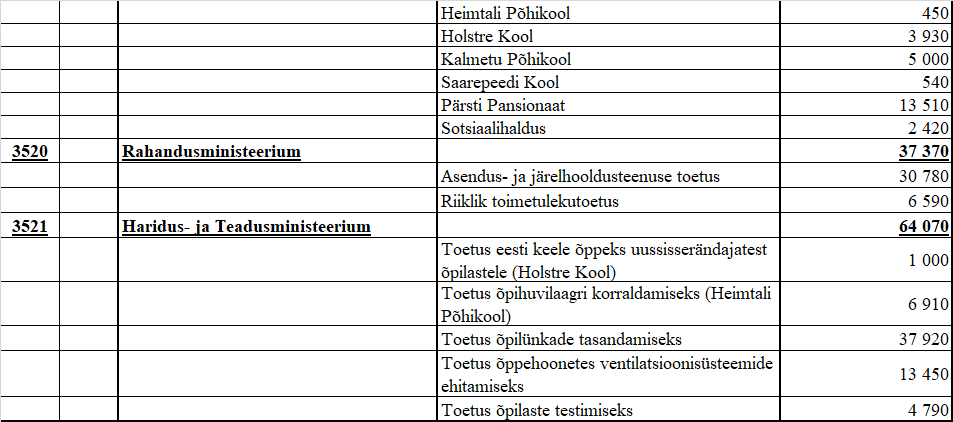 Heimtali Põhikool 450
Holstre Kool 3 930
Kalmetu Põhikool 5 000
Saarepeedi Kool 540
Pärsti Pansionaat 13 510
Sotsiaalihaldus 2 420
3520 Rahandusministeerium 37 370
Asendus- ja järelhooldusteenuse toetus 30 780
Riiklik toimetulekutoetus 6 590
3521 Haridus- ja Teadusministeerium 64 070
Toetus eesti keele õppeks uussisserändajatest
õpilastele (Holstre Kool) 1 000
Toetus õpihuvilaagri korraldamiseks (Heimtali
Põhikool) 6 910
Toetus õpilünkade tasandamiseks 37 920
Toetus õppehoonetes ventilatsioonisüsteemide
ehitamiseks 13 450
Toetus õpilaste testimiseks 4 790